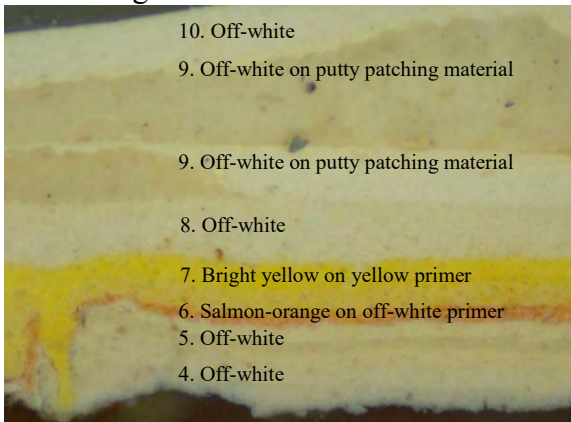 10. Off-white
9. Off-white on putty patching material
9. Off-white on putty patching material
8. Off-white
7. Bright yellow on yellow primer
6. Salmon-orange on off-white primer
5. Off-white
4. Off-white